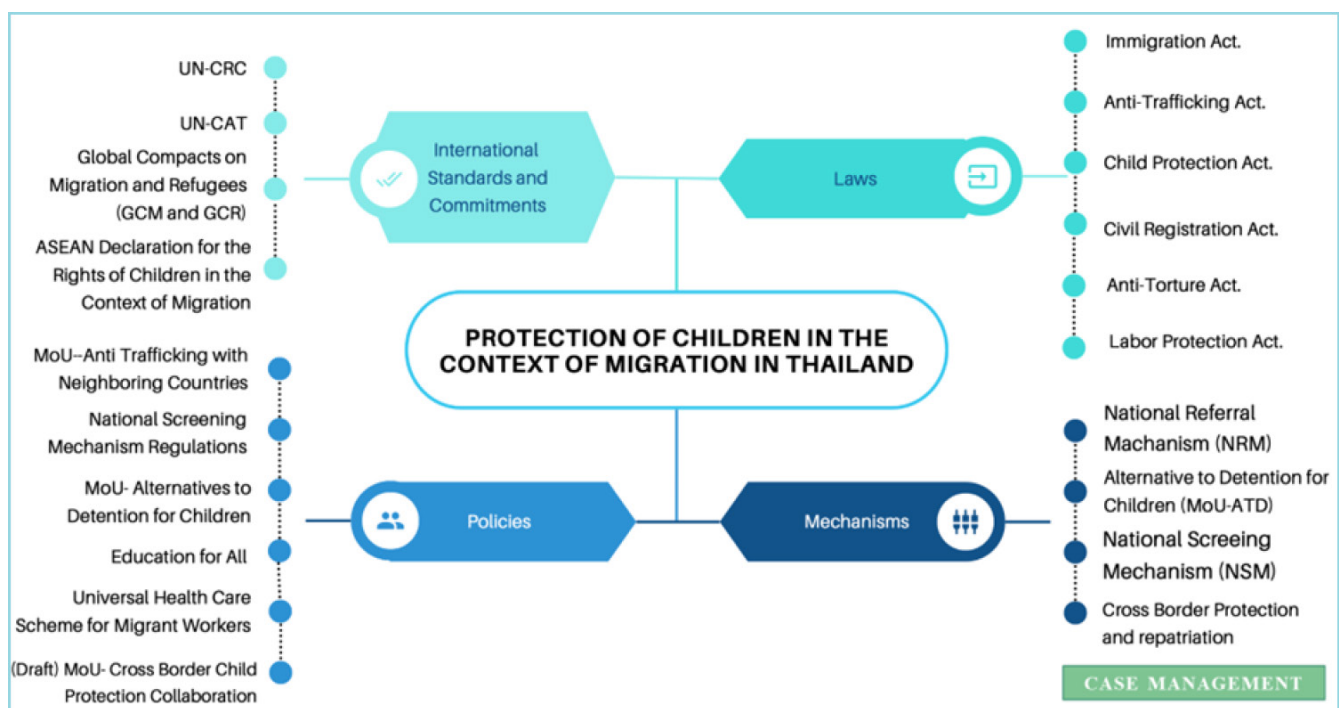 UN-CRC
UN-CAT
Global Compacts on
Migration and Refugees
(GCM and GCR)
ASEAN Declaration for the
Rights of Children in the
Context of Migration
International
Standards and
Commitments
Laws
Immigration Act.
Anti-Trafficking Act.
Child Protection Act.
Civil Registration Act.
Anti-Torture Act.
Labor Protection Act.
PROTECTION OF CHILDREN IN THE
CONTEXT OF MIGRATION IN THAILAND
MoU--Anti Trafficking with
Neighboring Countries
National Screening
Mechanism Regulations
MoU- Alternatives to
Detention for Children
Education for All
Universal Health Care
Scheme for Migrant Workers
(Draft) MoU- Cross Border Child
Protection Collaboration
Policies
Mechanisms
National Referral
Machanism (NRM)
Alternative to Detention for
Children (MoU-ATD)
National Screeing
Mechanism (NSM)
Cross Border Protection
and repatriation
CASE MANAGEMENT